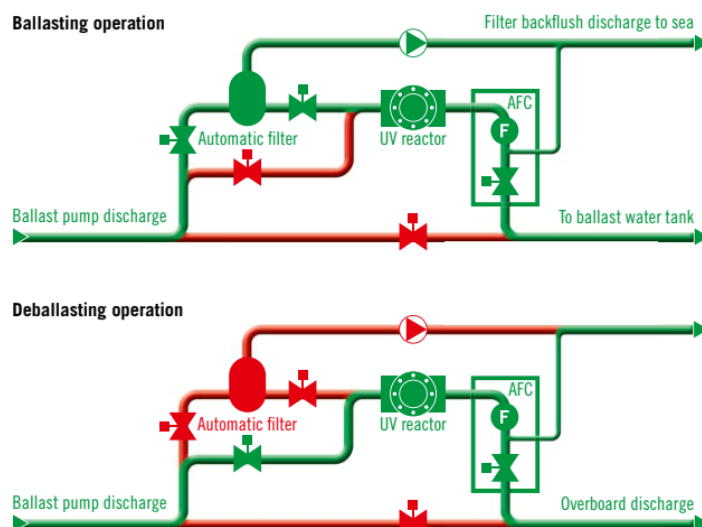 Ballasting operation
Filter backflush discharge to sea
AFC
F
Automatic filter
UV reactor
Ballast pump discharge
To ballast water tank
Deballasting operation
AFC
F
Automatic filter
UV reactor
Ballast pump discharge
Overboard discharge